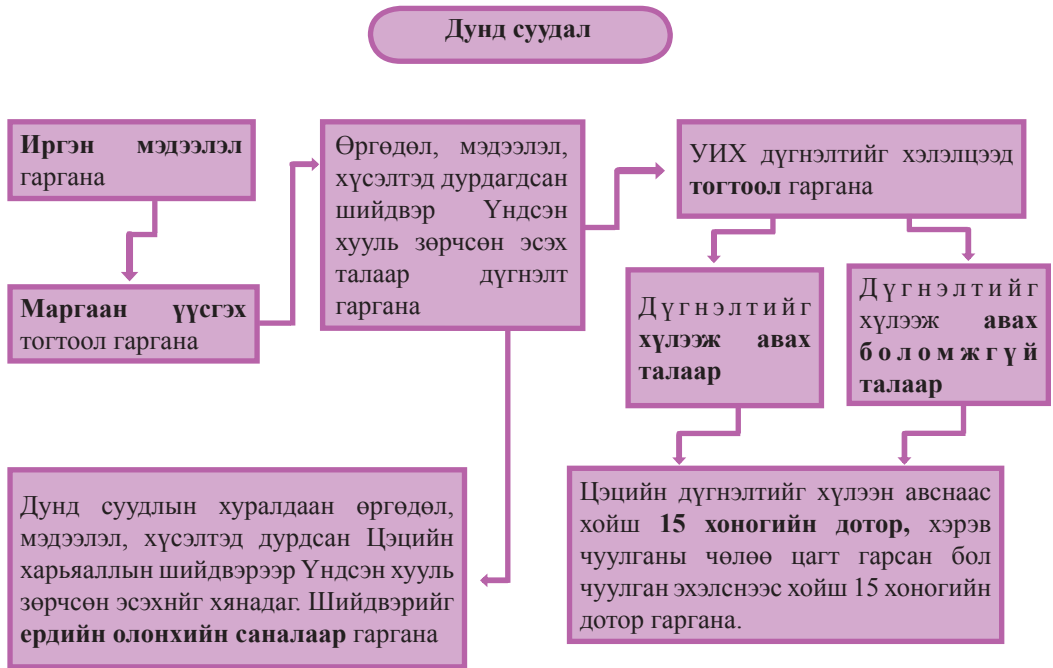 Дунд суудал
Иргэн мэдээлэл
гаргана
Маргаан үүсгэх
тогтоол гаргана
Өргөдөл, мэдээлэл,
хүсэлтэд дурдагдсан
шийдвэр Үндсэн
хууль зөрчсөн эсэх
талаар дүгнэлт
гаргана
УИХ дүгнэлтийг хэлэлцээд
тогтоол гаргана
Дүгнэлтийг
хүлээж авах
талаар
Дүгнэлтийг
хүлээж авах
боломжгүй
талаар
Дунд суудлын хуралдаан өргөдөл,
мэдээлэл, хүсэлтэд дурдсан Цэцийн
харьяаллын шийдвэрээр Үндсэн хууль
зөрчсөн эсэхнйг хянадаг. Шийдвэрийг
ердийн олонхийн саналаар гаргана
Цэцийн дүгнэлтийг хүлээн авснаас
хойш 15 хоногийн дотор, хэрэв
чуулганы чөлөө цагт гарсан бол
чуулган эхэлснээс хойш 15 хоногийн
дотор гаргана.